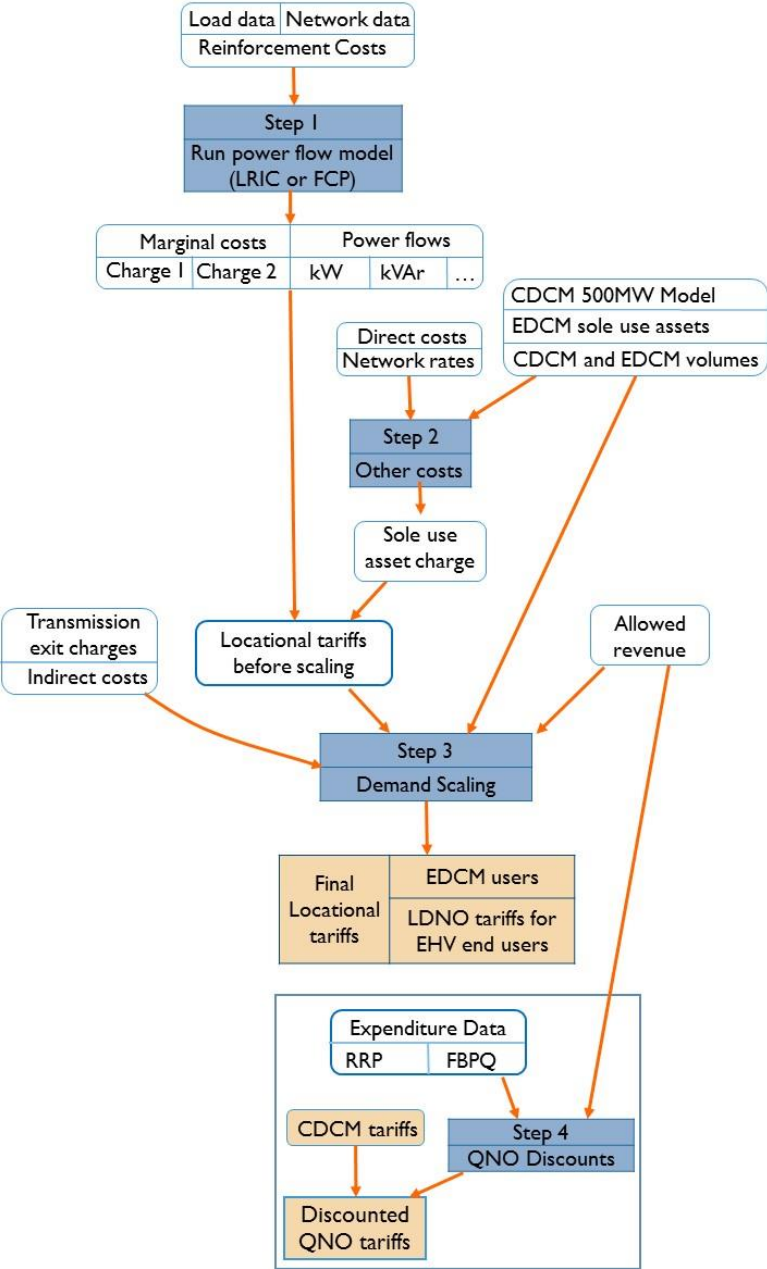 Load data Network data
Reinforcement Costs
Step 1
Run power flow model
(LRIC or FCP)
Marginal costs Power flows
Charge 1 Charge 2 kW kVAr ...
CDCM 500MW Model
EDCM sole use assets
CDCM and EDCM volumes
Direct costs
Network rates
Step 2
Other costs
Sole use
asset charge
Transmission
exit charges
Indirect costs
Locational tariffs
before scaling
Allowed
revenue
Step 3
Demand Scaling
Final
Locational
tariffs
EDCM users
LDNO tariffs for
EHV end users
Expenditure Data
RRP FBPQ
CDCM tariffs
Step 4
QNO Discounts
Discounted
QNO tariffs